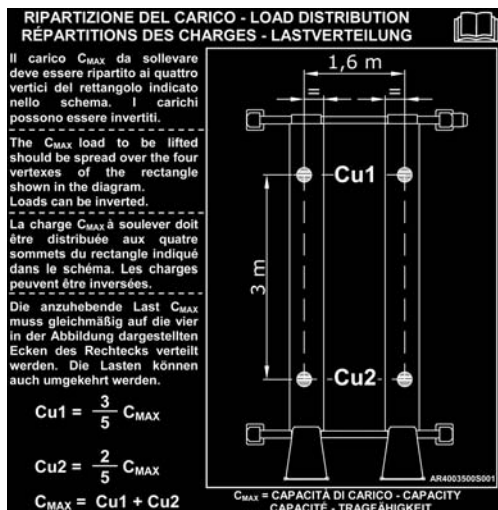 RIPARTIZIONE DEL CARICO - LOAD DISTRIBUTION
RÉPARTITIONS DES CHARGES - LASTVERTEILUNG
Il carico CMAX da sollevare
deve essere ripartito ai quattro
vertici del rettangolo indicato
nello schema. I carichi
possono essere invertiti.
The CMAX load to be lifted
should be spread over the four
vertexes of the rectangle
shown in the diagram.
Loads can be inverted.
La charge CMAX à soulever doit
être distribuée aux quatre
sommets du rectangle indiqué
dans le schéma. Les charges
peuvent être inversées.
Die anzuhebende Last CMAX
muss gleichmäßig auf die vier
in der Abbildung dargestellten
Ecken des Rechtecks verteilt
werden. Die Lasten können
auch umgekehrt werden.
Cu1 = 3/5 CMAX
Cu2 = 2/5 CMAX
CMAX = Cu1 + Cu2
1,6 m
= =
Cu1
3 m
Cu2
AR4003500S001
CMAX = CAPACITÀ DI CARICO - CAPACITY
CAPACITÉ - TRAGFÄHIGKEIT